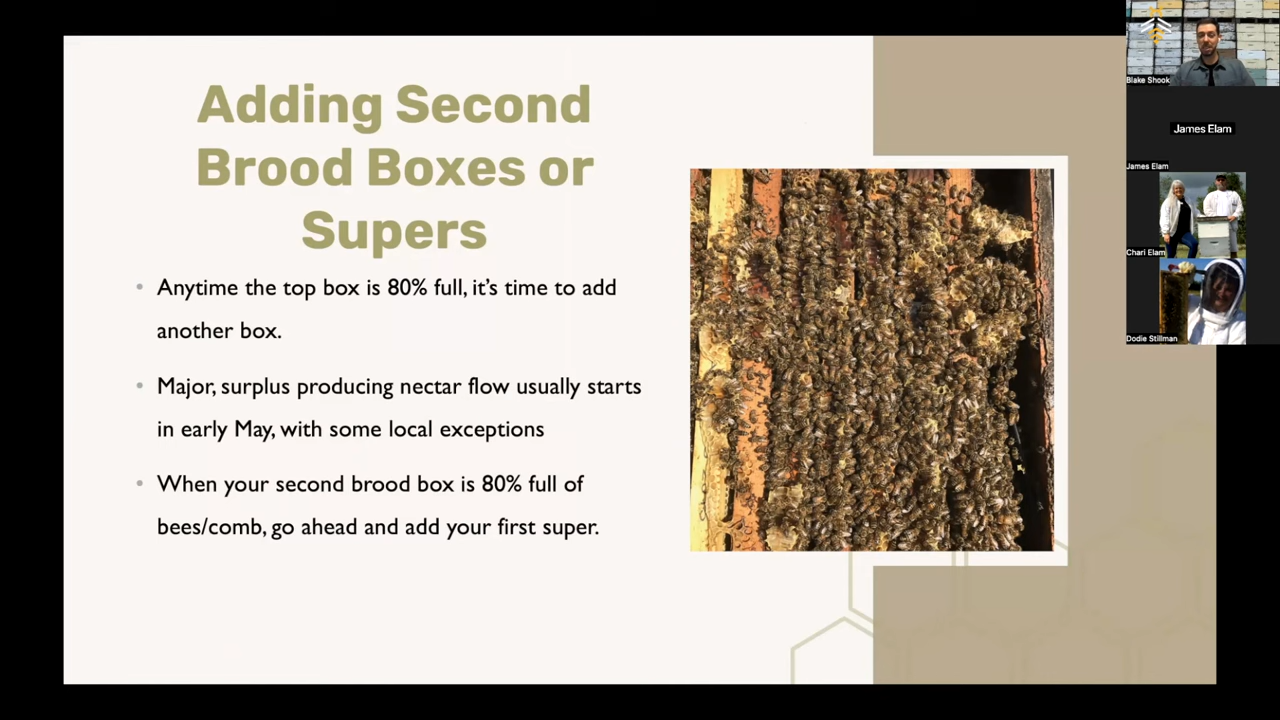 Adding Second
Brood Boxes or
Supers
• Anytime the top box is 80% full, it's time to add
another box.
• Major, surplus producing nectar flow usually starts
in early May, with some local exceptions
• When your second brood box is 80% full of
bees/comb, go ahead and add your first super.
Blake Shook
James Elam
James Elam
Chari Elam
Dodie Stillman